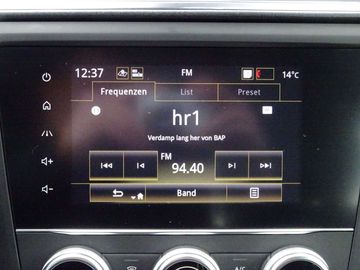 12:37 FM 14°C
Frequenzen List Preset
hr1
Verdamp lang her von BAP
FM
94.40
Band
A/C